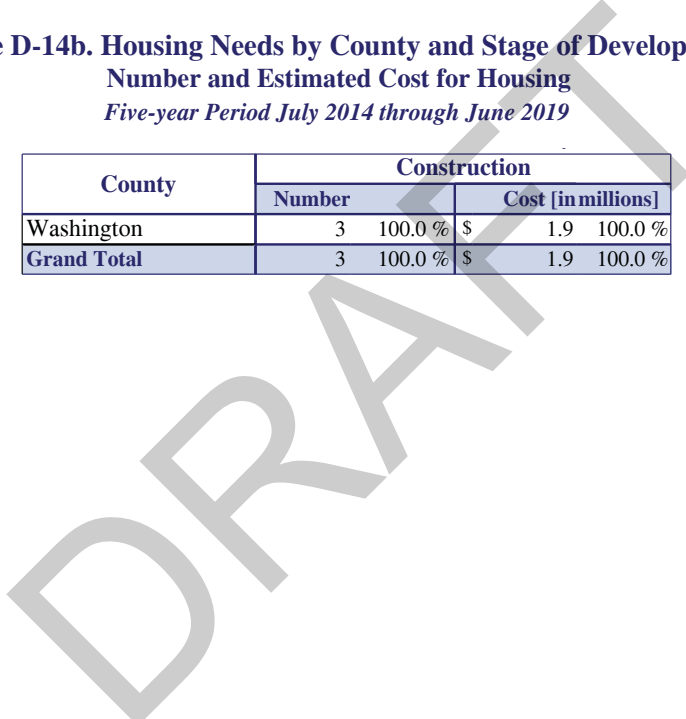 e D-14b. Housing Needs by County and Stage of Develop
Number and Estimated Cost for Housing
Five-year Period July 2014 through June 2019
County Construction
Number Cost [in millions]
Washington 3 100.0 % $ 1.9 100.0 %
Grand Total 3 100.0 % $ 1.9 100.0 %
DRAFT